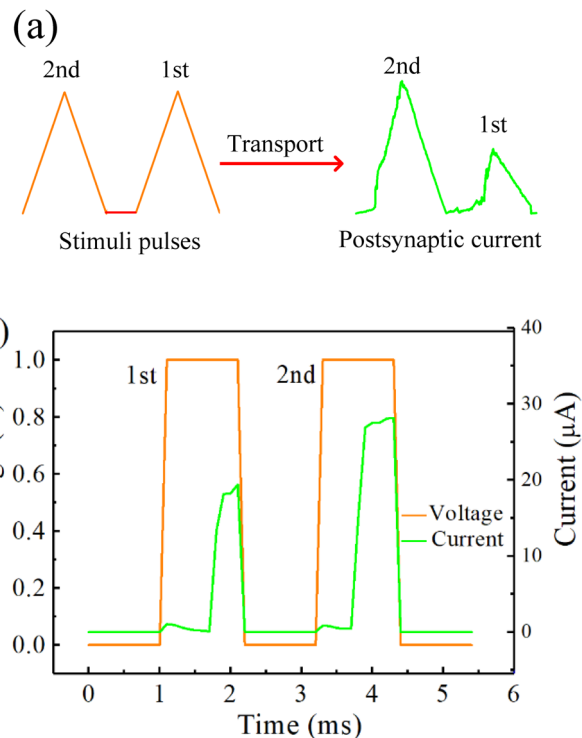 (a)
2nd 1st
2nd
1st
Transport
Stimuli pulses
Postsynaptic current
40
1.0
1st
2nd
30
0.8
0.6
20
Voltage
Current
0.4
10
0.2
0
0.0
Current (μA)
0 1 2 3 4 5 6
Time (ms)